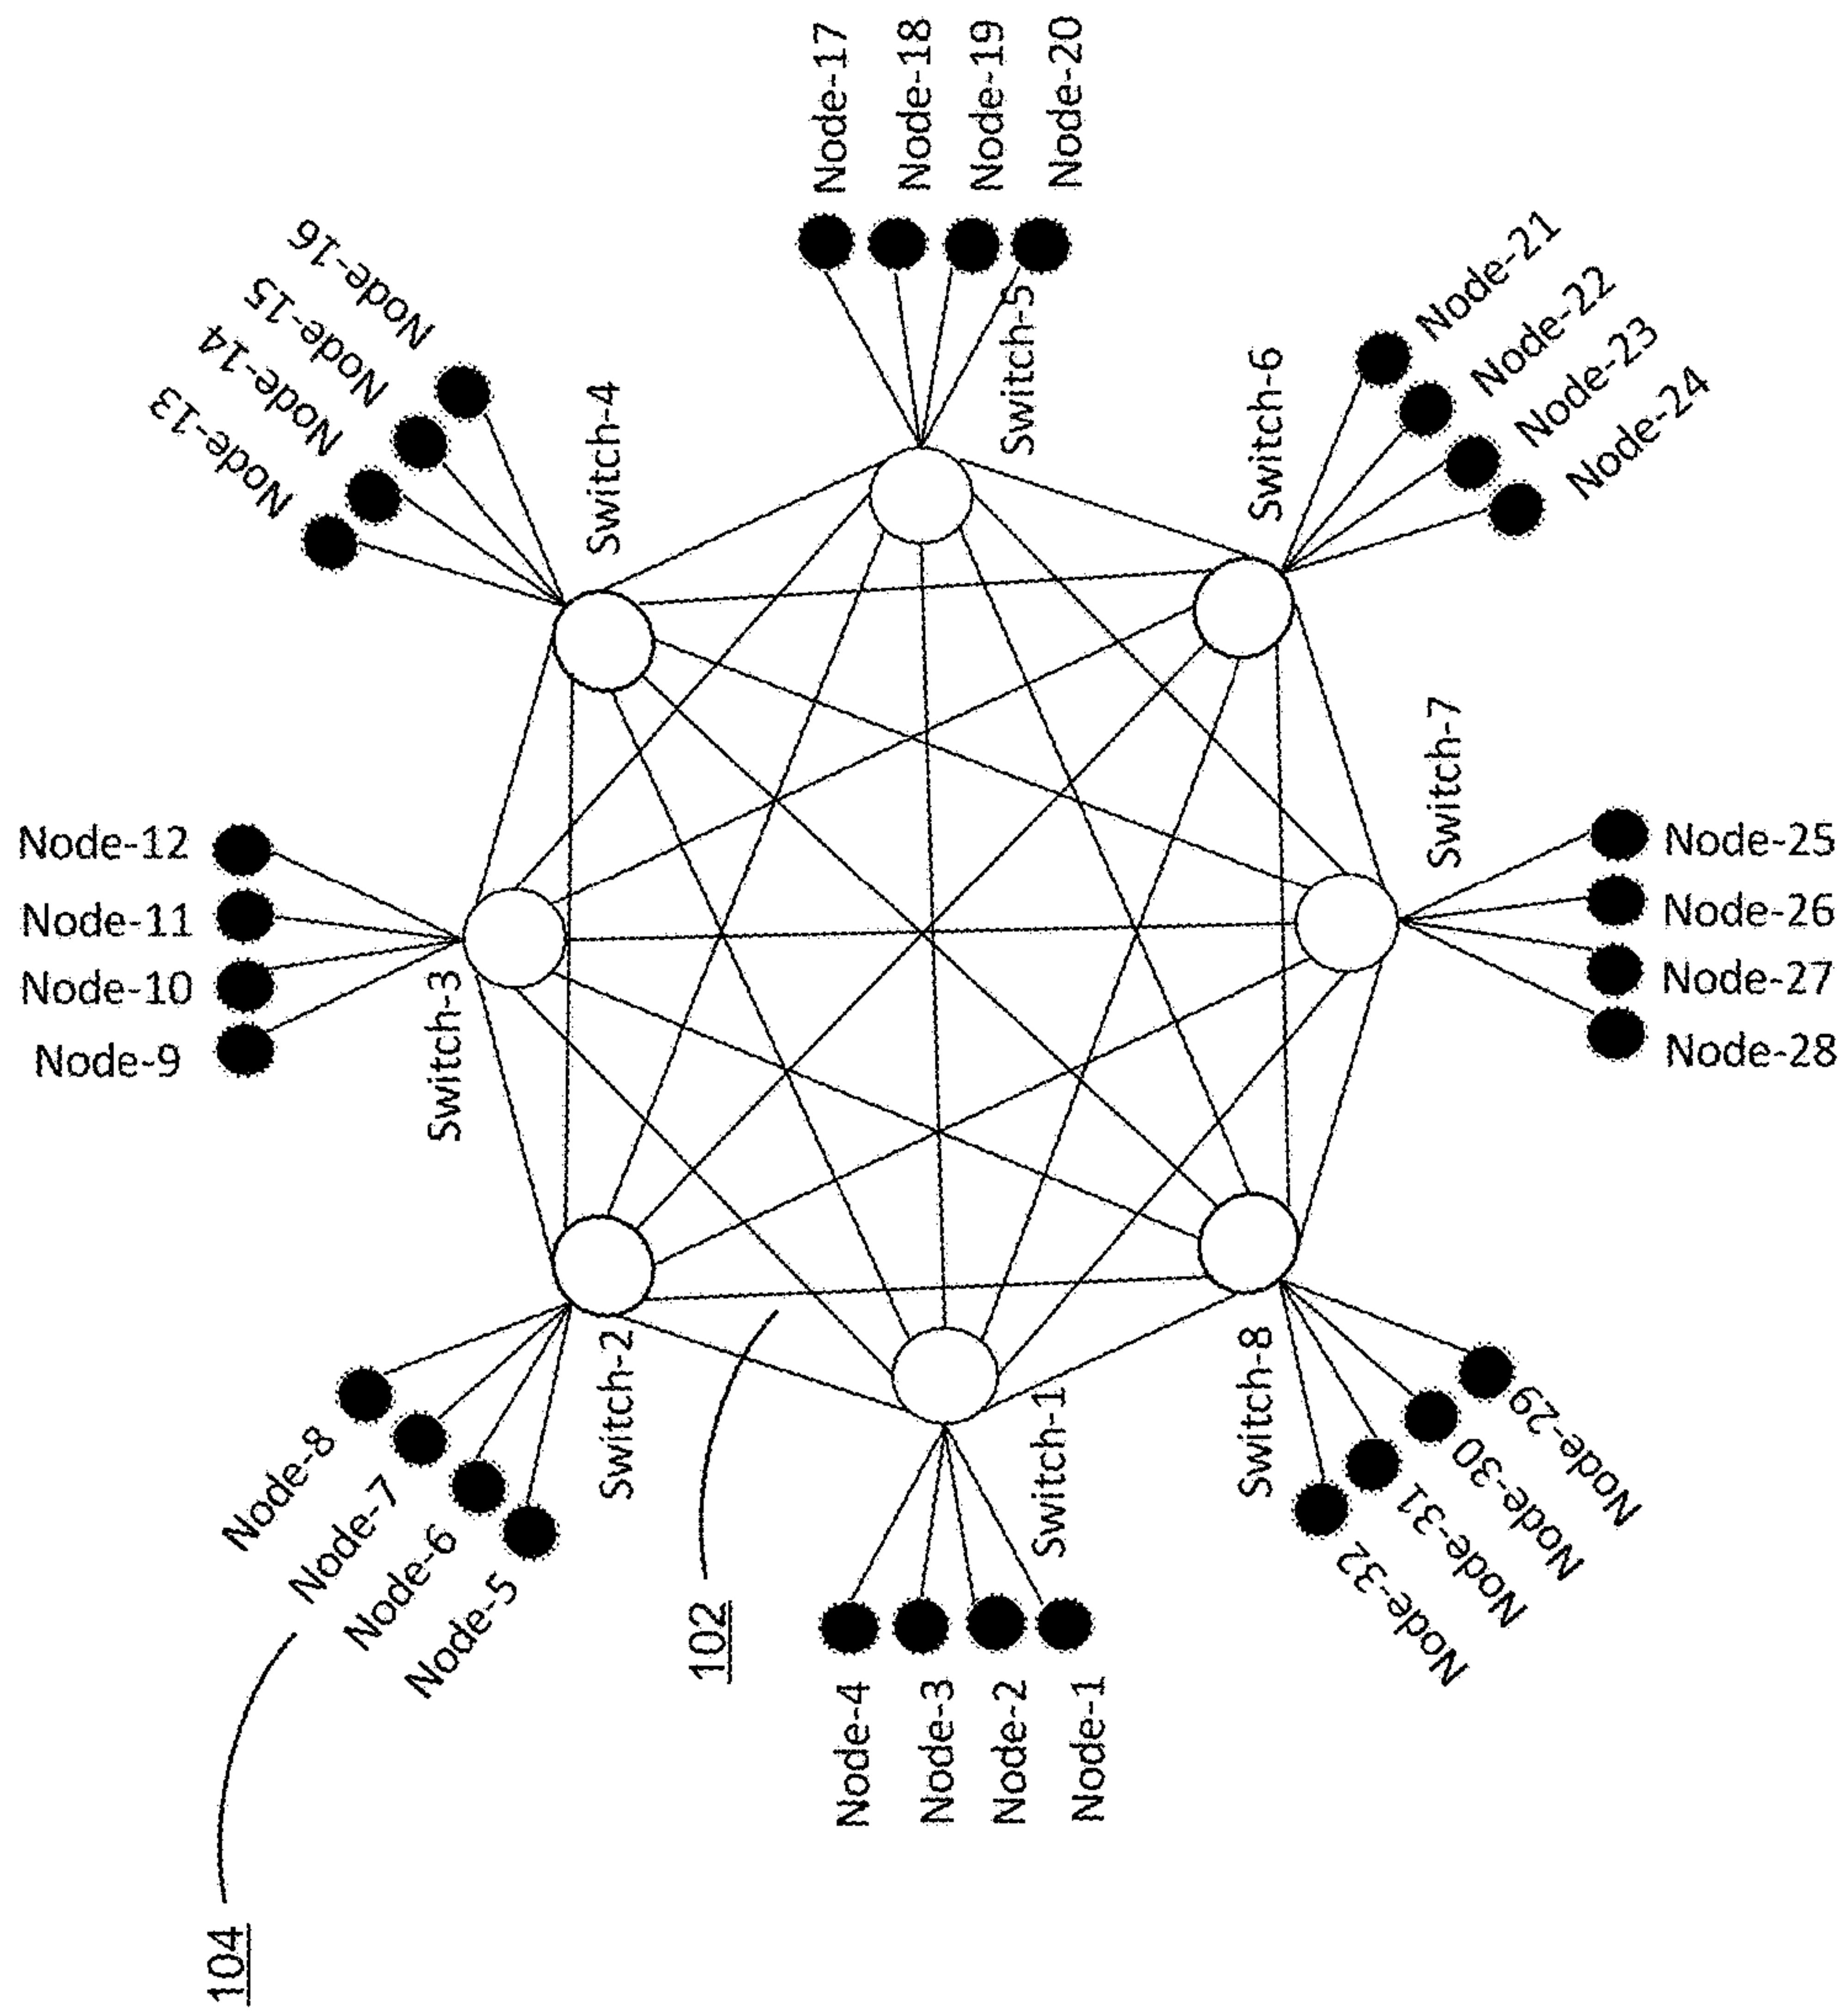 Node-17
Node-18
Node-19
Node-20
Node-16
Node-15
Node-14
Node-13
Switch-4
Switch-5
Switch-6
Node-21
Node-22
Node-23
Node-24
Node-12
Node-11
Node-10
Node-9
Switch-3
Switch-7
Node-25
Node-26
Node-27
Node-28
Node-8
Node-7
Node-6
Node-5
Switch-2
Switch-1
Switch-8
Node-29
Node-30
Node-31
Node-32
102
Node-4
Node-3
Node-2
Node-1
104